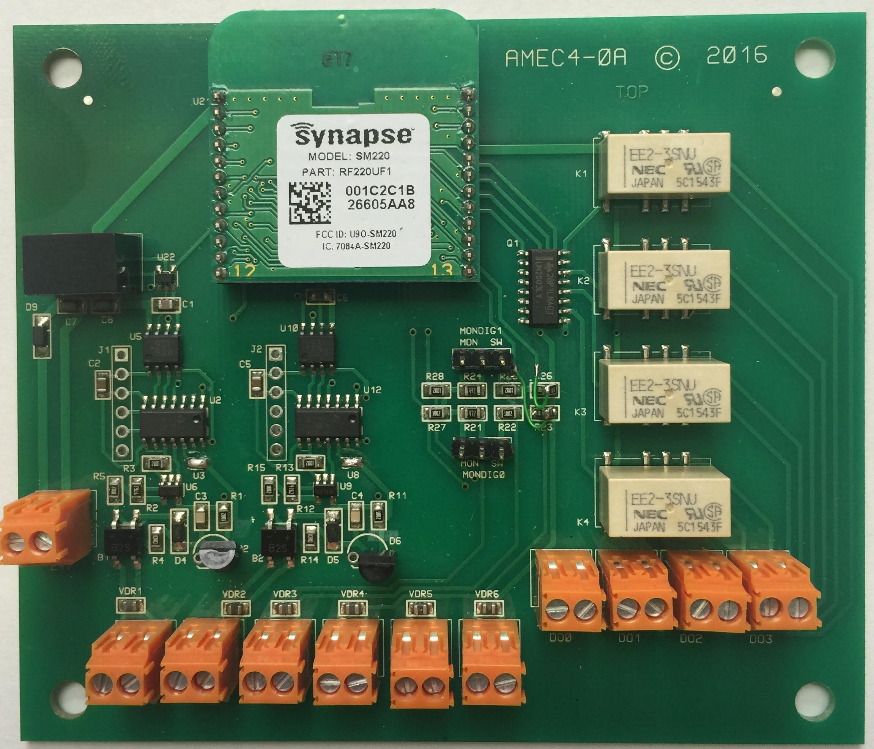 AMEC4-0A © 2016
TOP
U2
synapse
MODEL: SM220
PART: RF220UF1
001C2C1B
26605AA8
FCC ID: U9O-SM220
IC: 7084A-SM220
12
13
K1
EE2-3SNU
NEC
JAPAN 5C1543F
Q1
K2
EE2-3SNU
NEC
JAPAN 5C1543F
K3
EE2-3SNU
NEC
JAPAN 5C1543F
K4
EE2-3SNU
NEC
JAPAN 5C1543F
U22
C1
D9
C7
C8
U5
U10
J1
C2
U2
J2
C5
U12
MONDIG1
MON SW
R28
R24
R27
R21
R22
MON SW
MONDIG0
R3
U3
R15
R13
U8
R5
U6
R2
C3
R1
U9
R12
C4
R11
B2S
R4
D4
B2
R14
D5
D6
VDR1
VDR2
VDR3
VDR4
VDR5
VDR6
DO0
DO1
DO2
DO3